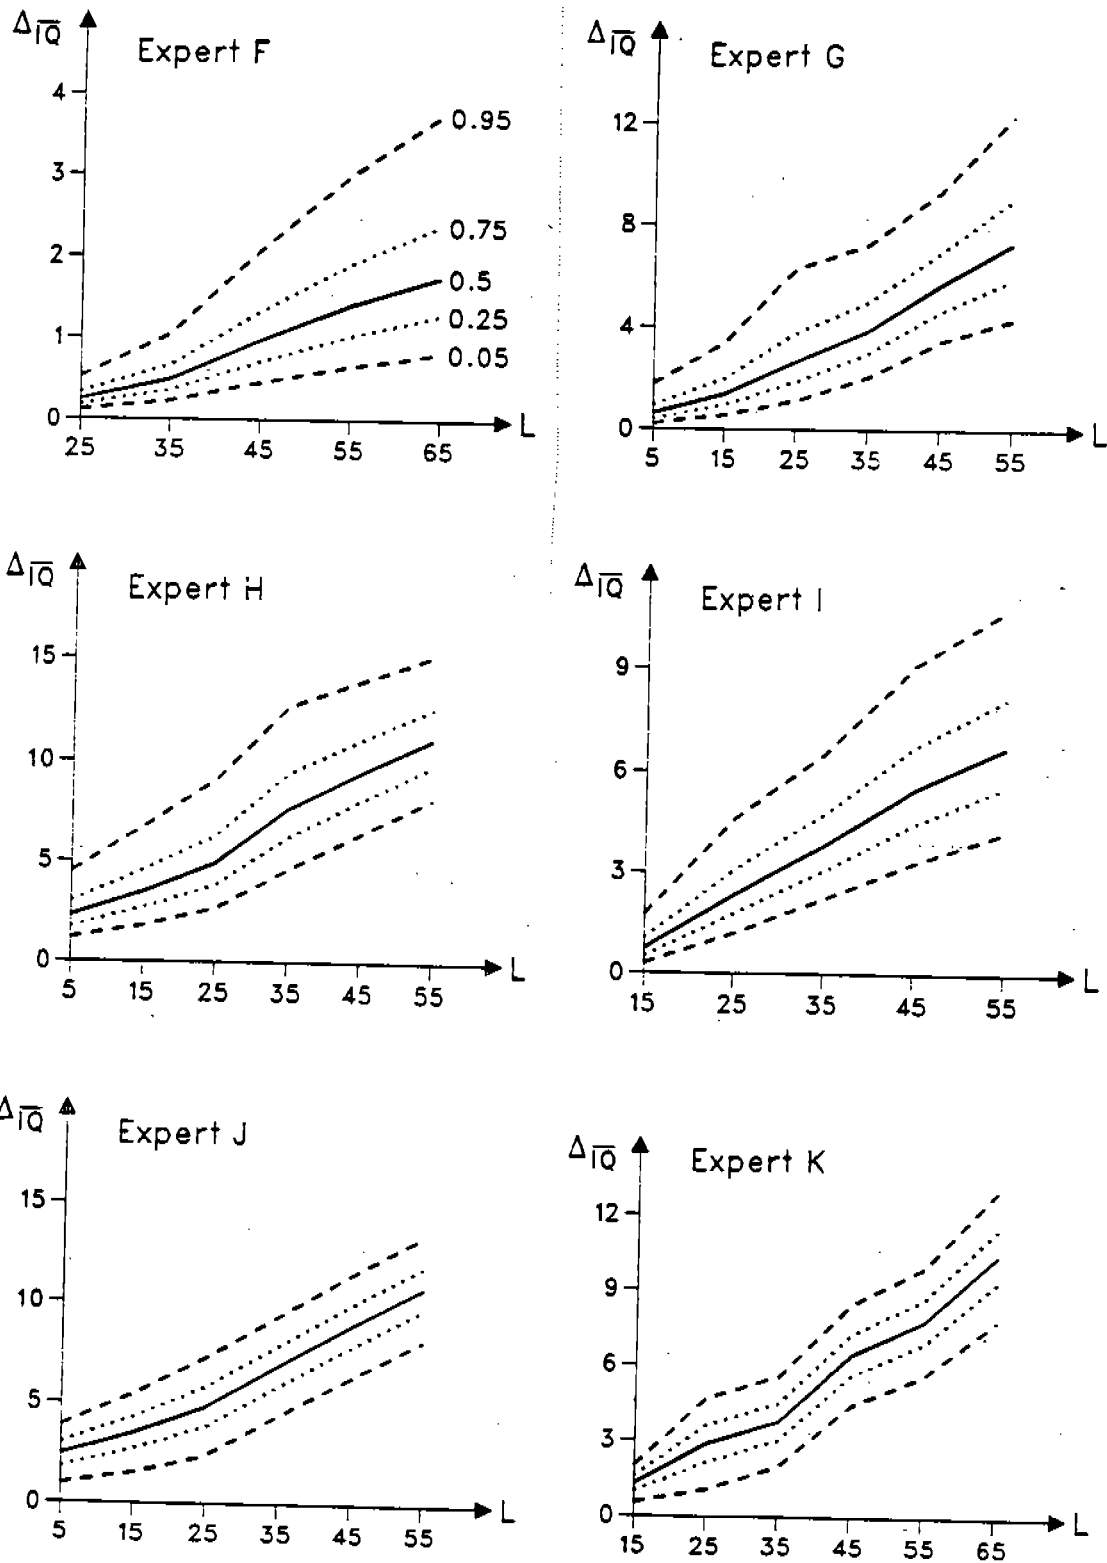 Δ_IQ̅ Expert F
4
3
2
1
0
25 35 45 55 65 L
0.95
0.75
0.5
0.25
0.05
Δ_IQ̅ Expert G
12
8
4
0
5 15 25 35 45 55 L
Δ_IQ̅ Expert H
15
10
5
0
5 15 25 35 45 55 L
Δ_IQ̅ Expert I
9
6
3
0
15 25 35 45 55 L
Δ_IQ̅ Expert J
15
10
5
0
5 15 25 35 45 55 L
Δ_IQ̅ Expert K
12
9
6
3
0
15 25 35 45 55 65 L